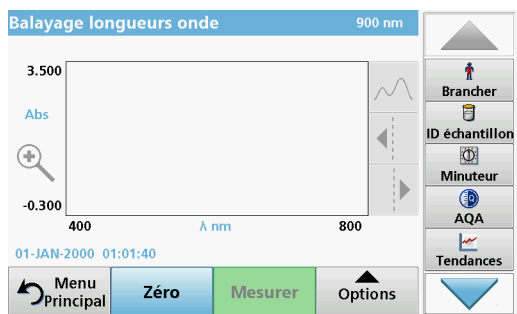 Balayage longueurs onde 900 nm
3.500
Abs
-0.300
400 λ nm 800
01-JAN-2000 01:01:40
Menu
Principal
Zéro
Mesurer
Options
Brancher
ID échantillon
Minuteur
AQA
Tendances